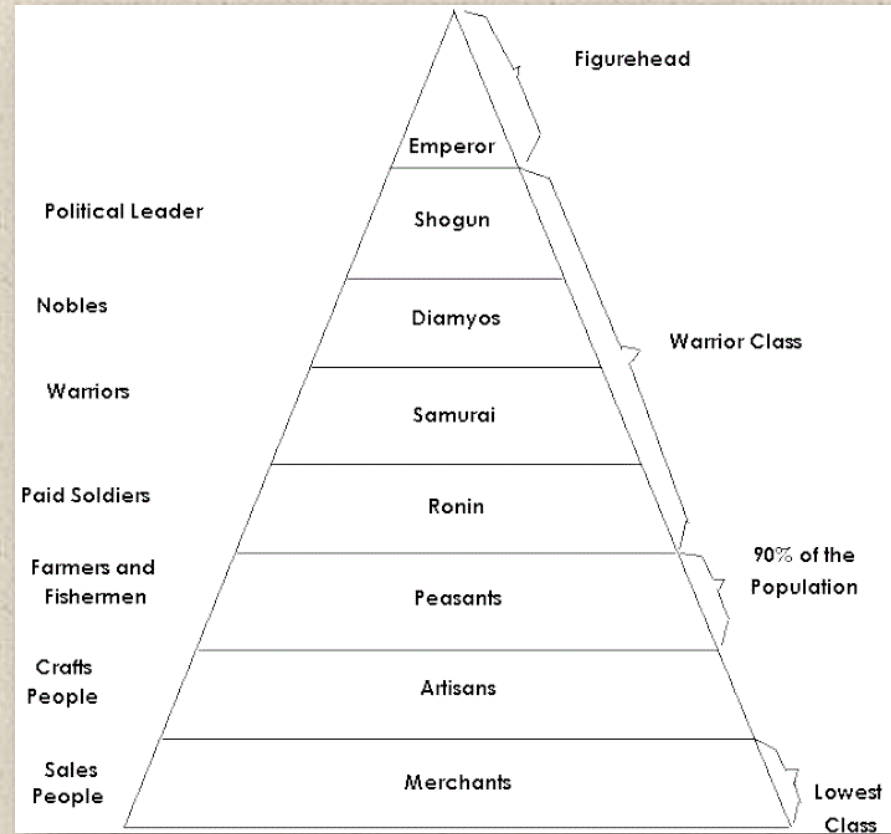 Figurehead
Emperor
Political Leader
Shogun
Nobles
Diamyos
Warrior Class
Warriors
Samurai
Paid Soldiers
Ronin
90% of the
Population
Farmers and
Fishermen
Peasants
Crafts
People
Artisans
Sales
People
Merchants
Lowest
Class